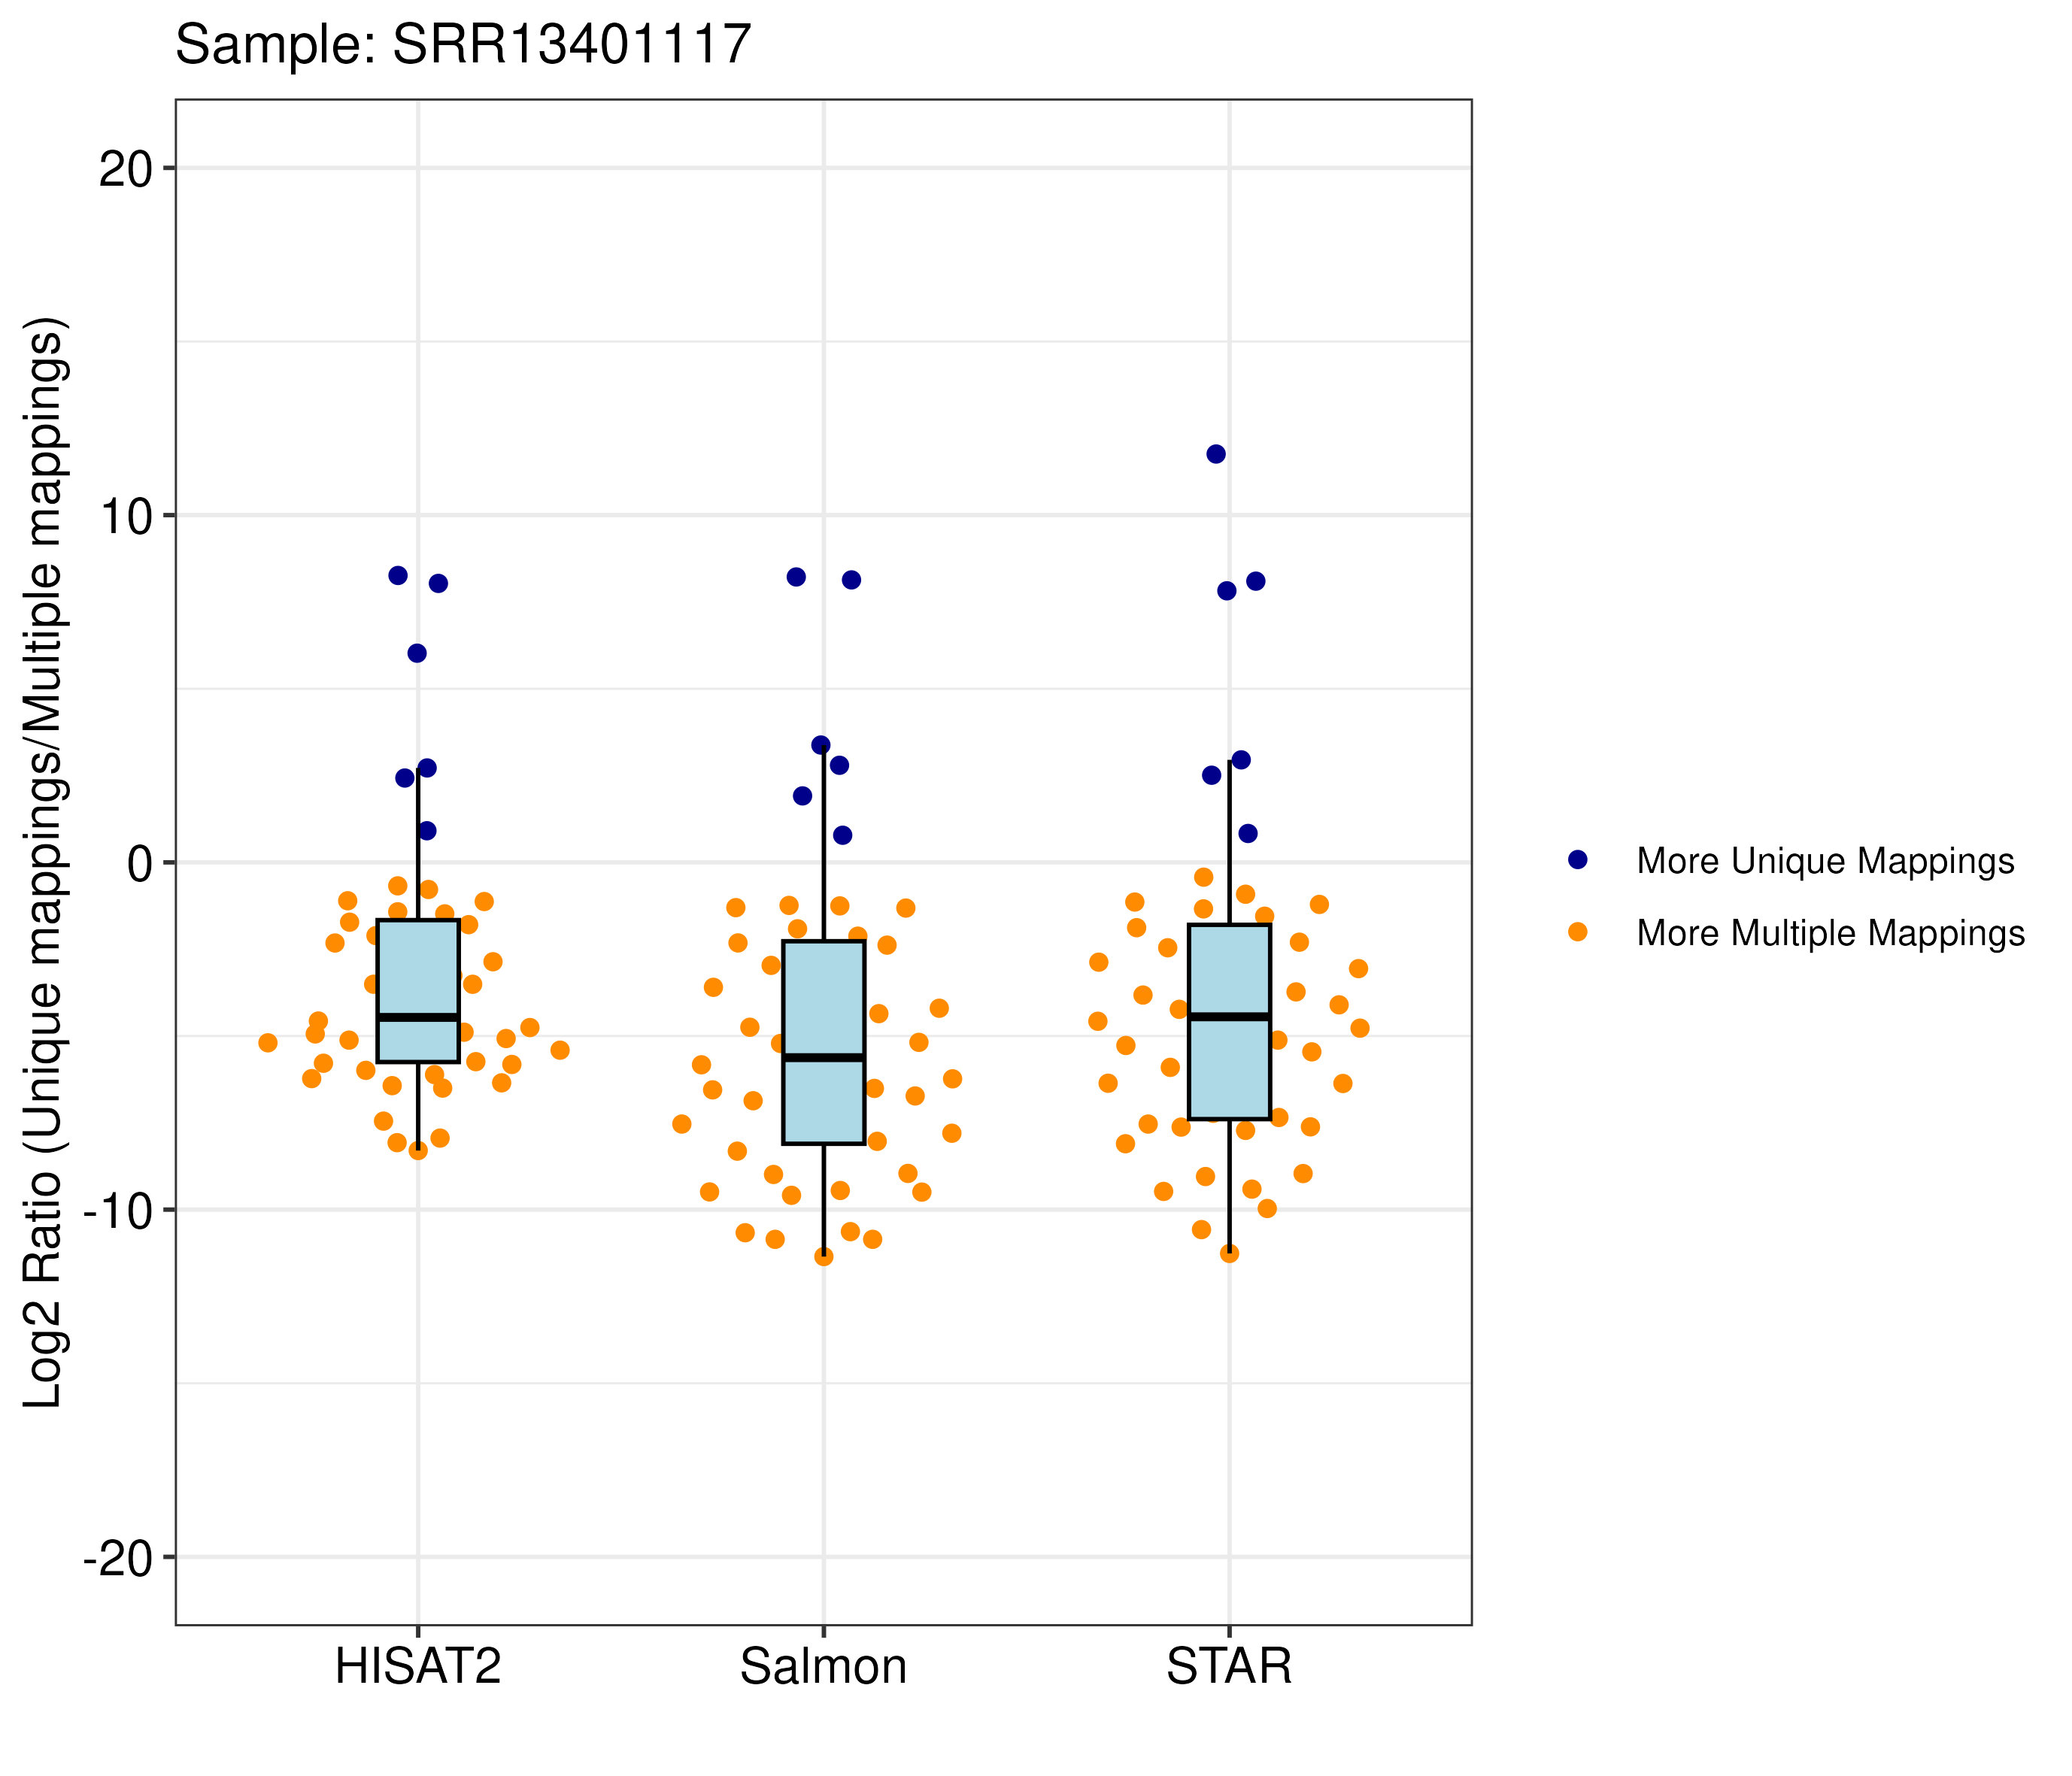 Sample: SRR13401117
Log2 Ratio (Unique mappings/Multiple mappings)
20
10
0
-10
-20
HISAT2
Salmon
STAR
More Unique Mappings
More Multiple Mappings